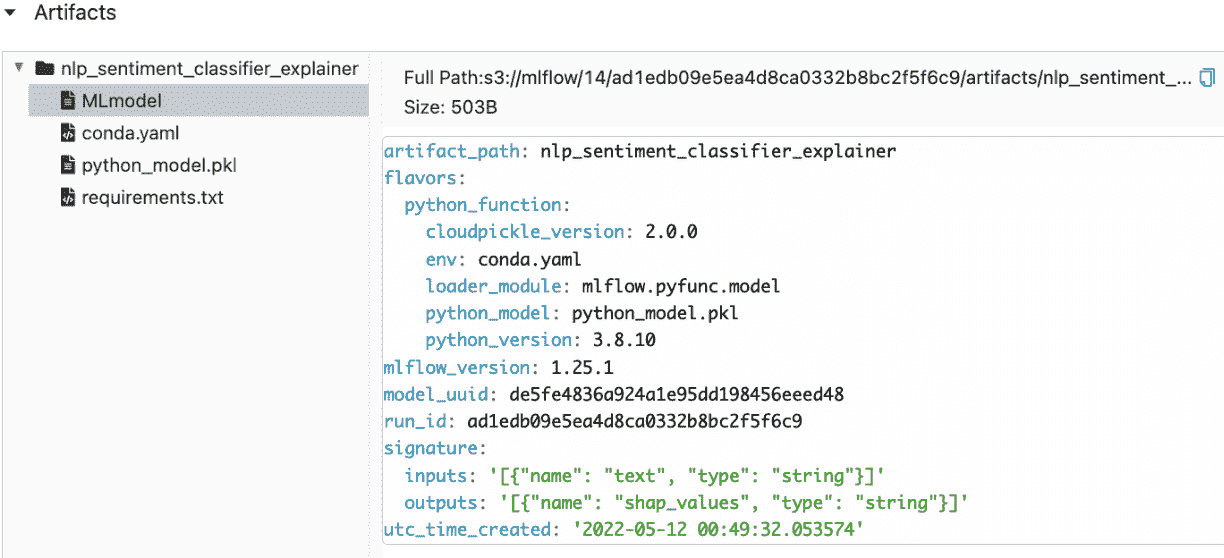 Artifacts
nlp_sentiment_classifier_explainer
MLmodel
conda.yaml
python_model.pkl
requirements.txt
Full Path:s3://mlflow/14/ad1edb09e5ea4d8ca0332b8bc2f5f6c9/artifacts/nlp_sentiment_...
Size: 503B
artifact_path: nlp_sentiment_classifier_explainer
flavors:
  python_function:
    cloudpickle_version: 2.0.0
    env: conda.yaml
    loader_module: mlflow.pyfunc.model
    python_model: python_model.pkl
    python_version: 3.8.10
mlflow_version: 1.25.1
model_uuid: de5fe4836a924a1e95dd198456eeed48
run_id: ad1edb09e5ea4d8ca0332b8bc2f5f6c9
signature:
  inputs: '[{"name": "text", "type": "string"}]'
  outputs: '[{"name": "shap_values", "type": "string"}]'
utc_time_created: '2022-05-12 00:49:32.053574'